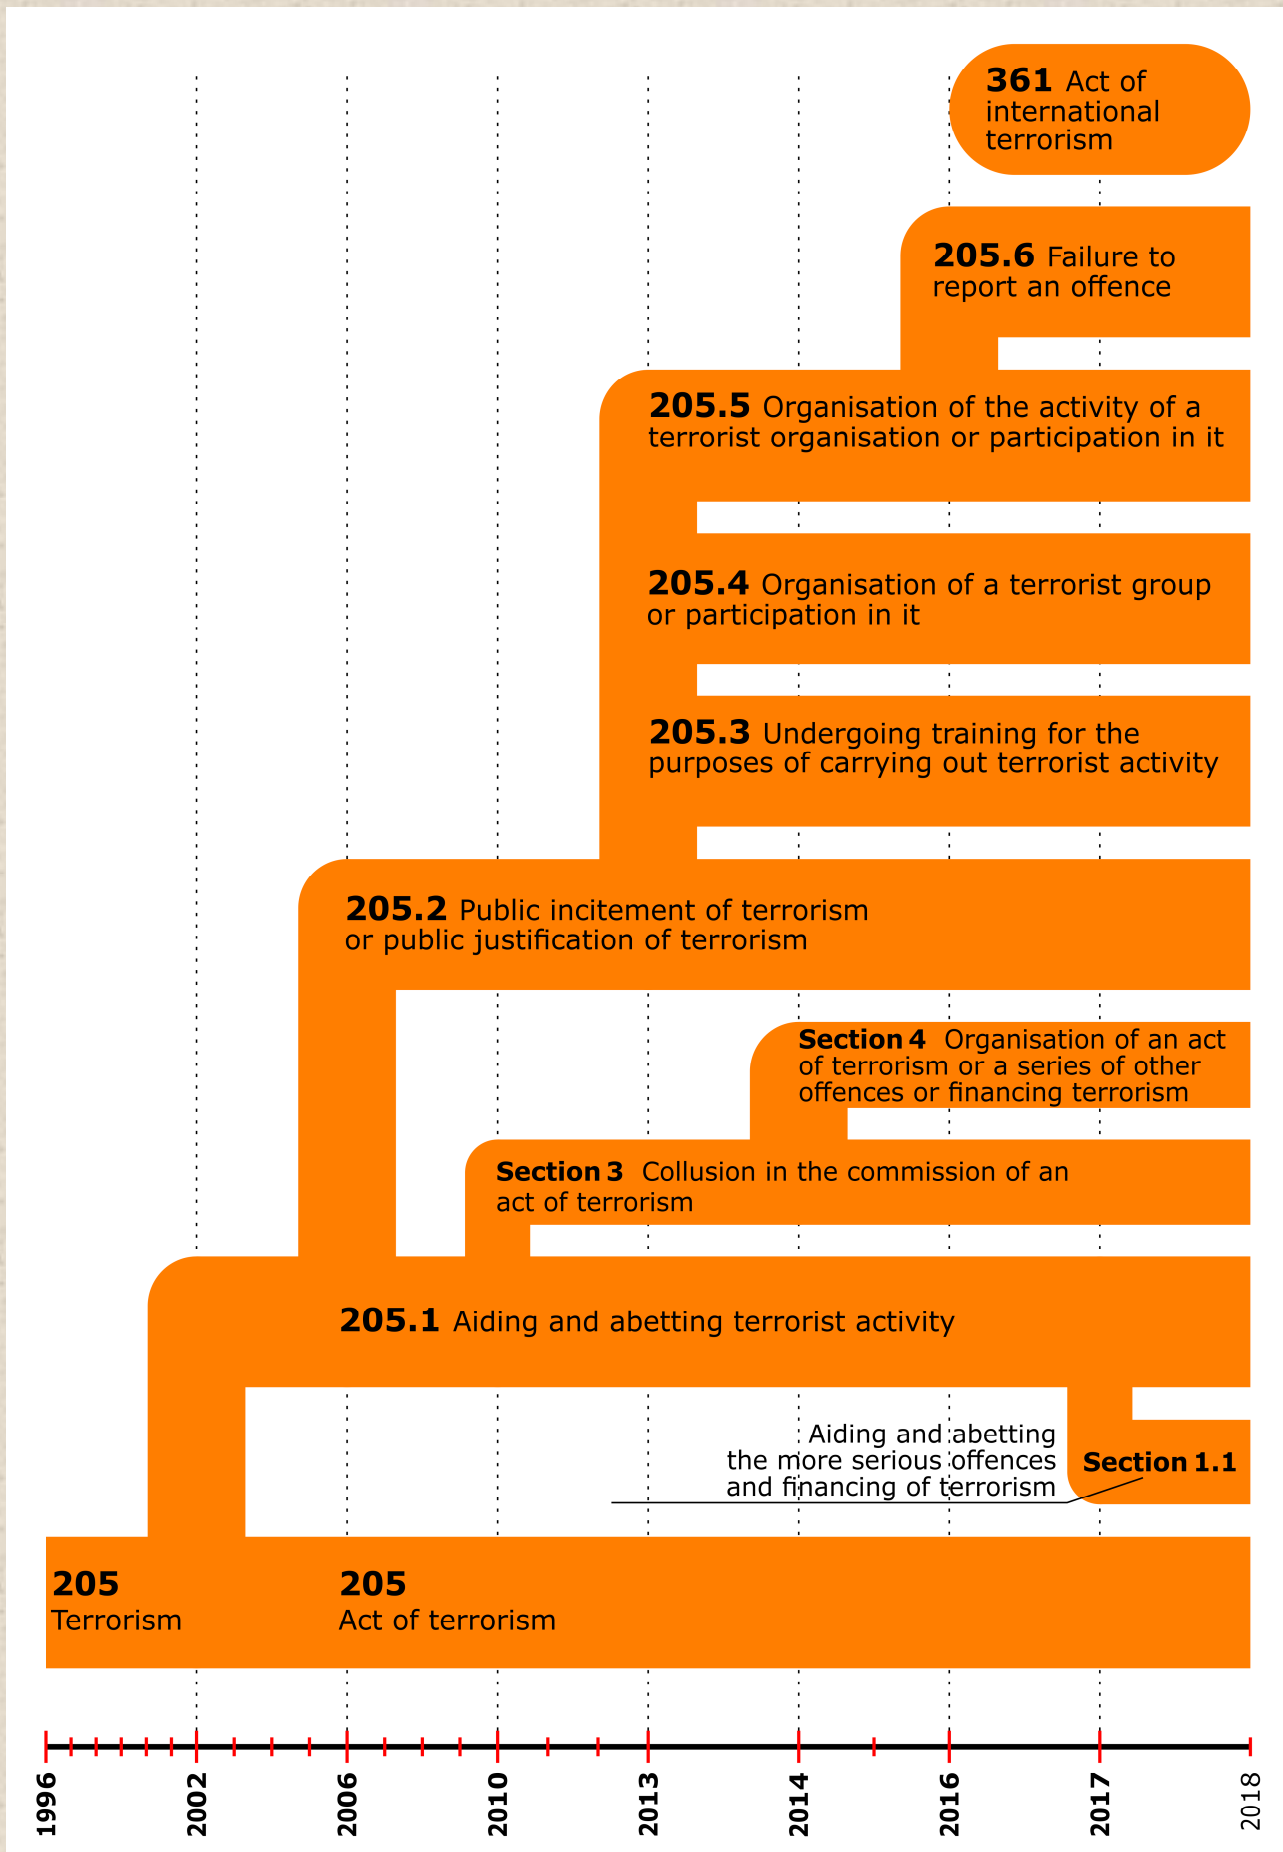 361 Act of
international
terrorism
205.6 Failure to
report an offence
205.5 Organisation of the activity of a
terrorist organisation or participation in it
205.4 Organisation of a terrorist group
or participation in it
205.3 Undergoing training for the
purposes of carrying out terrorist activity
205.2 Public incitement of terrorism
or public justification of terrorism
Section 4 Organisation of an act
of terrorism or a series of other
offences or financing terrorism
Section 3 Collusion in the commission of an
act of terrorism
205.1 Aiding and abetting terrorist activity
Aiding and abetting
the more serious offences
and financing of terrorism
Section 1.1
205
Terrorism
205
Act of terrorism
1996
2002
2006
2010
2013
2014
2016
2017
2018